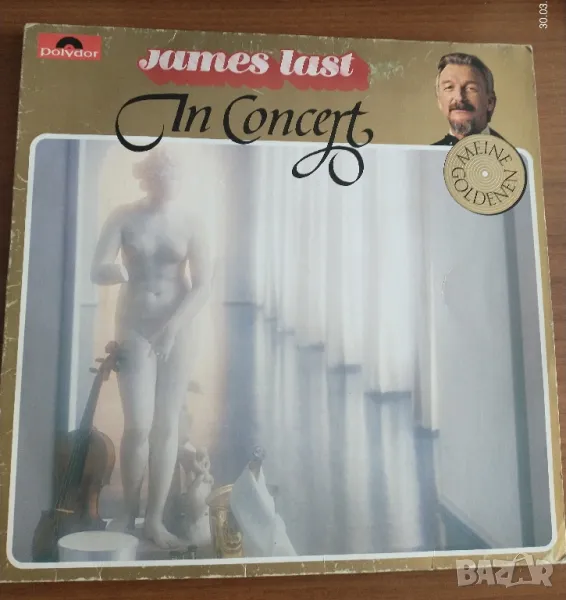 30.03
polydor
James Last
In Concert
MEINE
GOLDENEN
BAZAR